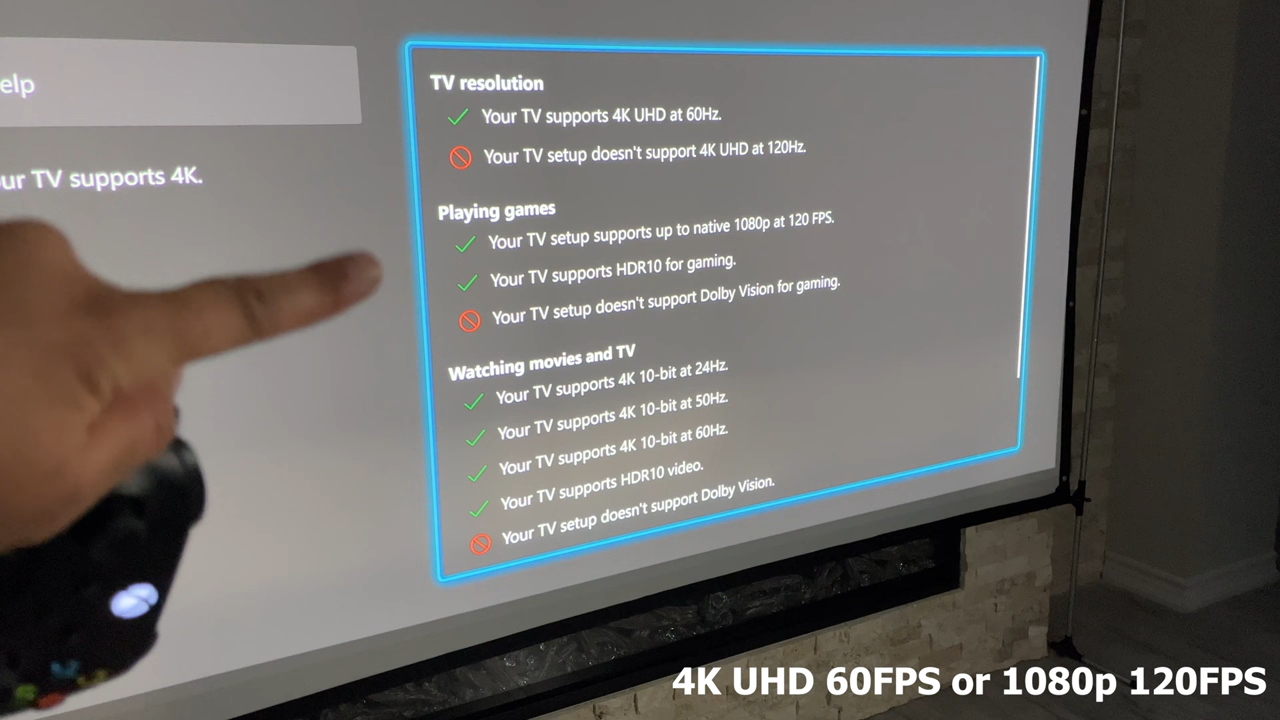 elp
ur TV supports 4K.
TV resolution
Your TV supports 4K UHD at 60Hz.
Your TV setup doesn't support 4K UHD at 120Hz.
Playing games
Your TV setup supports up to native 1080p at 120 FPS.
Your TV supports HDR10 for gaming.
Your TV setup doesn't support Dolby Vision for gaming.
Watching movies and TV
Your TV supports 4K 10-bit at 24Hz.
Your TV supports 4K 10-bit at 50Hz.
Your TV supports 4K 10-bit at 60Hz.
Your TV supports HDR10 video.
Your TV setup doesn't support Dolby Vision.
4K UHD 60FPS or 1080p 120FPS